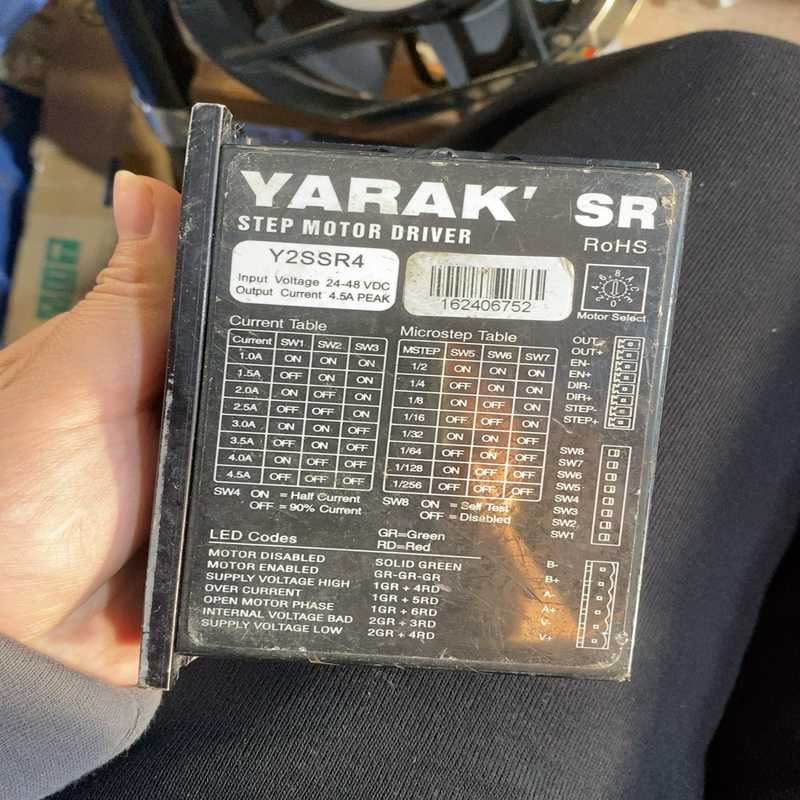 YARAK' SR
STEP MOTOR DRIVER
RoHS
Y2SSR4
Input Voltage 24-48 VDC
Output Current 4.5A PEAK
162406752
Motor Select
Current Table
Current SW1 SW2 SW3
1.0A ON ON ON
1.5A OFF ON ON
2.0A ON OFF ON
2.5A OFF OFF ON
3.0A ON ON OFF
3.5A OFF ON OFF
4.0A ON OFF OFF
4.5A OFF OFF OFF
SW4 ON = Half Current
OFF = 90% Current
Microstep Table
MSTEP SW5 SW6 SW7
1/2 ON ON ON
1/4 OFF ON ON
1/8 ON OFF ON
1/16 OFF OFF ON
1/32 ON ON OFF
1/64 OFF ON OFF
1/128 ON OFF OFF
1/256 OFF OFF OFF
SW8 ON = Self Test
OFF = Disabled
OUT-
OUT+
EN-
EN+
DIR-
DIR+
STEP-
STEP+
SW8
SW7
SW6
SW5
SW4
SW3
SW2
SW1
LED Codes
GR=Green
RD=Red
MOTOR DISABLED SOLID GREEN
MOTOR ENABLED GR-GR-GR
SUPPLY VOLTAGE HIGH 1GR + 4RD
OVER CURRENT 1GR + 5RD
OPEN MOTOR PHASE 1GR + 6RD
INTERNAL VOLTAGE BAD 2GR + 3RD
SUPPLY VOLTAGE LOW 2GR + 4RD
B-
B+
A-
A+
V-
V+